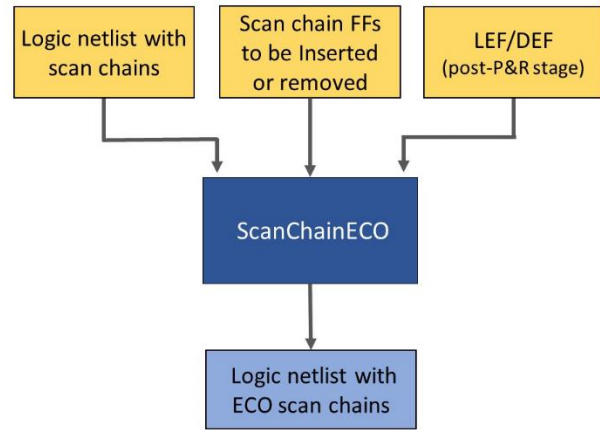 Logic netlist with
scan chains
Scan chain FFs
to be Inserted
or removed
LEF/DEF
(post-P&R stage)
ScanChainECO
Logic netlist with
ECO scan chains